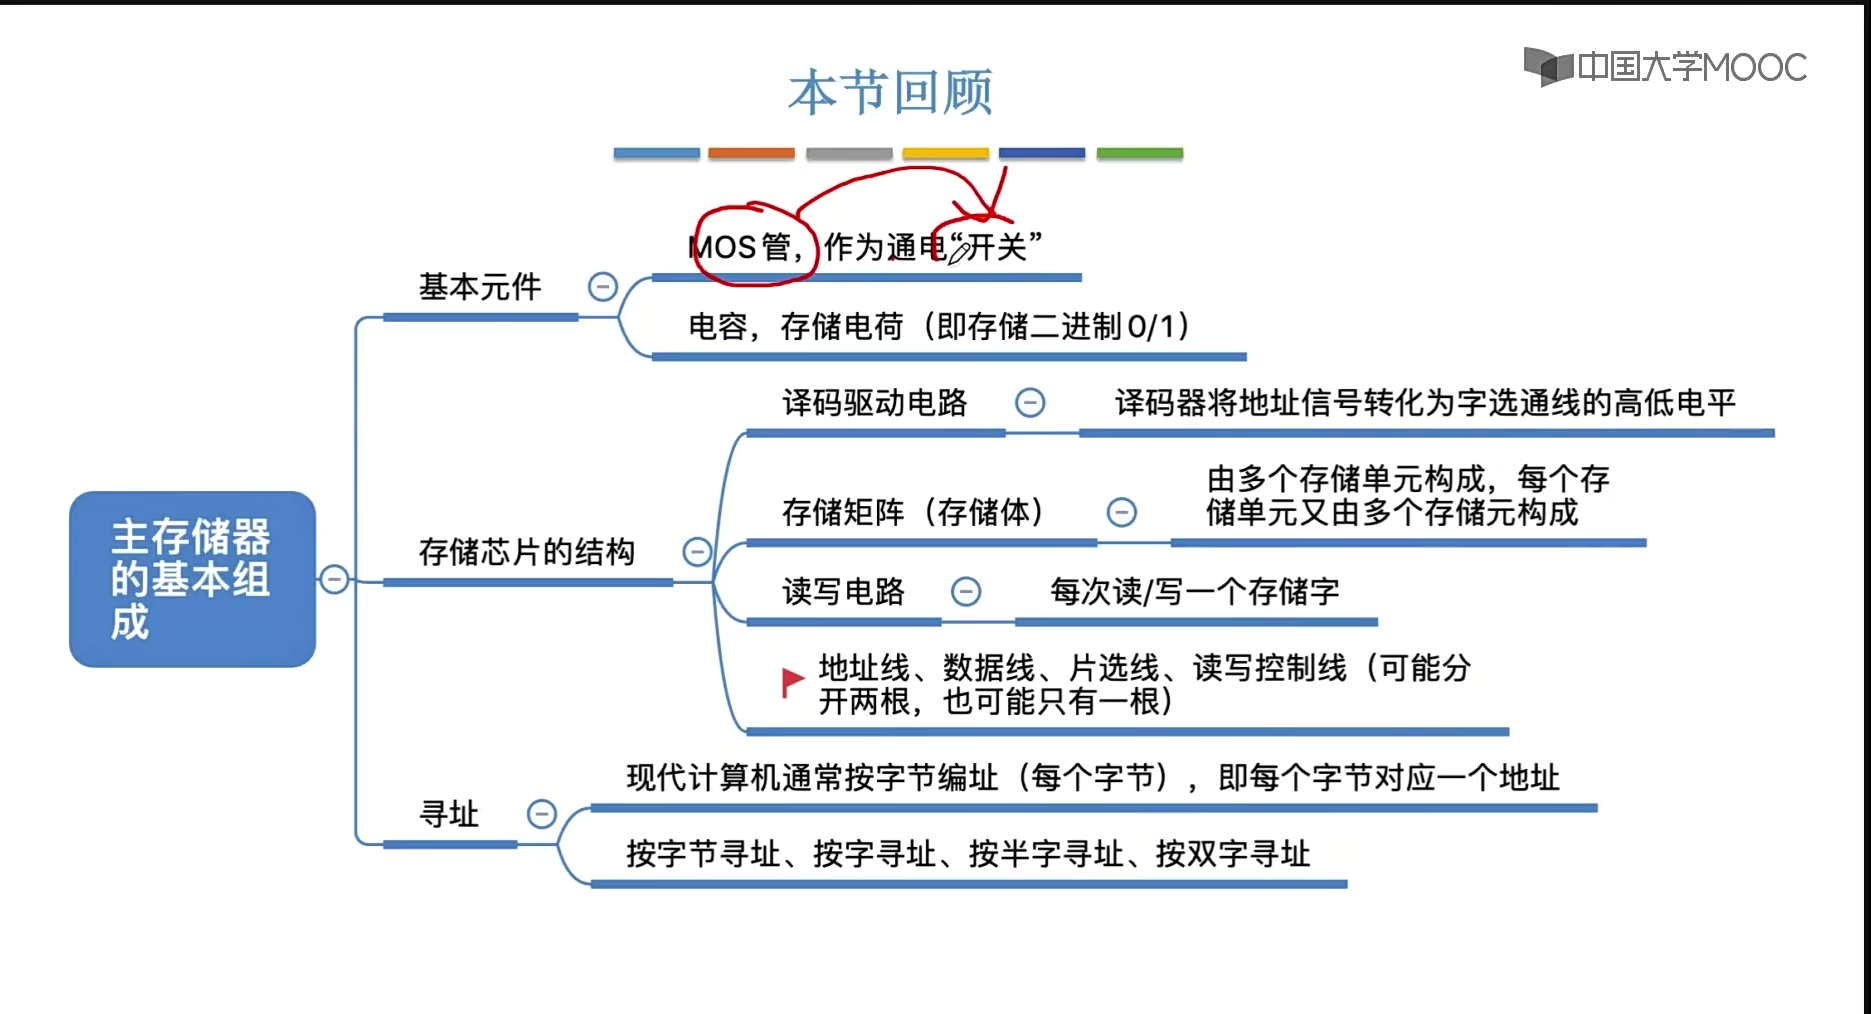 中国大学MOOC
本节回顾
MOS管，作为通电“开关”
基本元件
电容，存储电荷（即存储二进制0/1）
译码驱动电路
译码器将地址信号转化为字选通线的高低电平
由多个存储单元构成，每个存
储单元又由多个存储元构成
存储矩阵（存储体）
主存储器
的基本组
成
存储芯片的结构
读写电路
每次读/写一个存储字
地址线、数据线、片选线、读写控制线（可能分
开两根，也可能只有一根）
现代计算机通常按字节编址（每个字节），即每个字节对应一个地址
寻址
按字节寻址、按字寻址、按半字寻址、按双字寻址